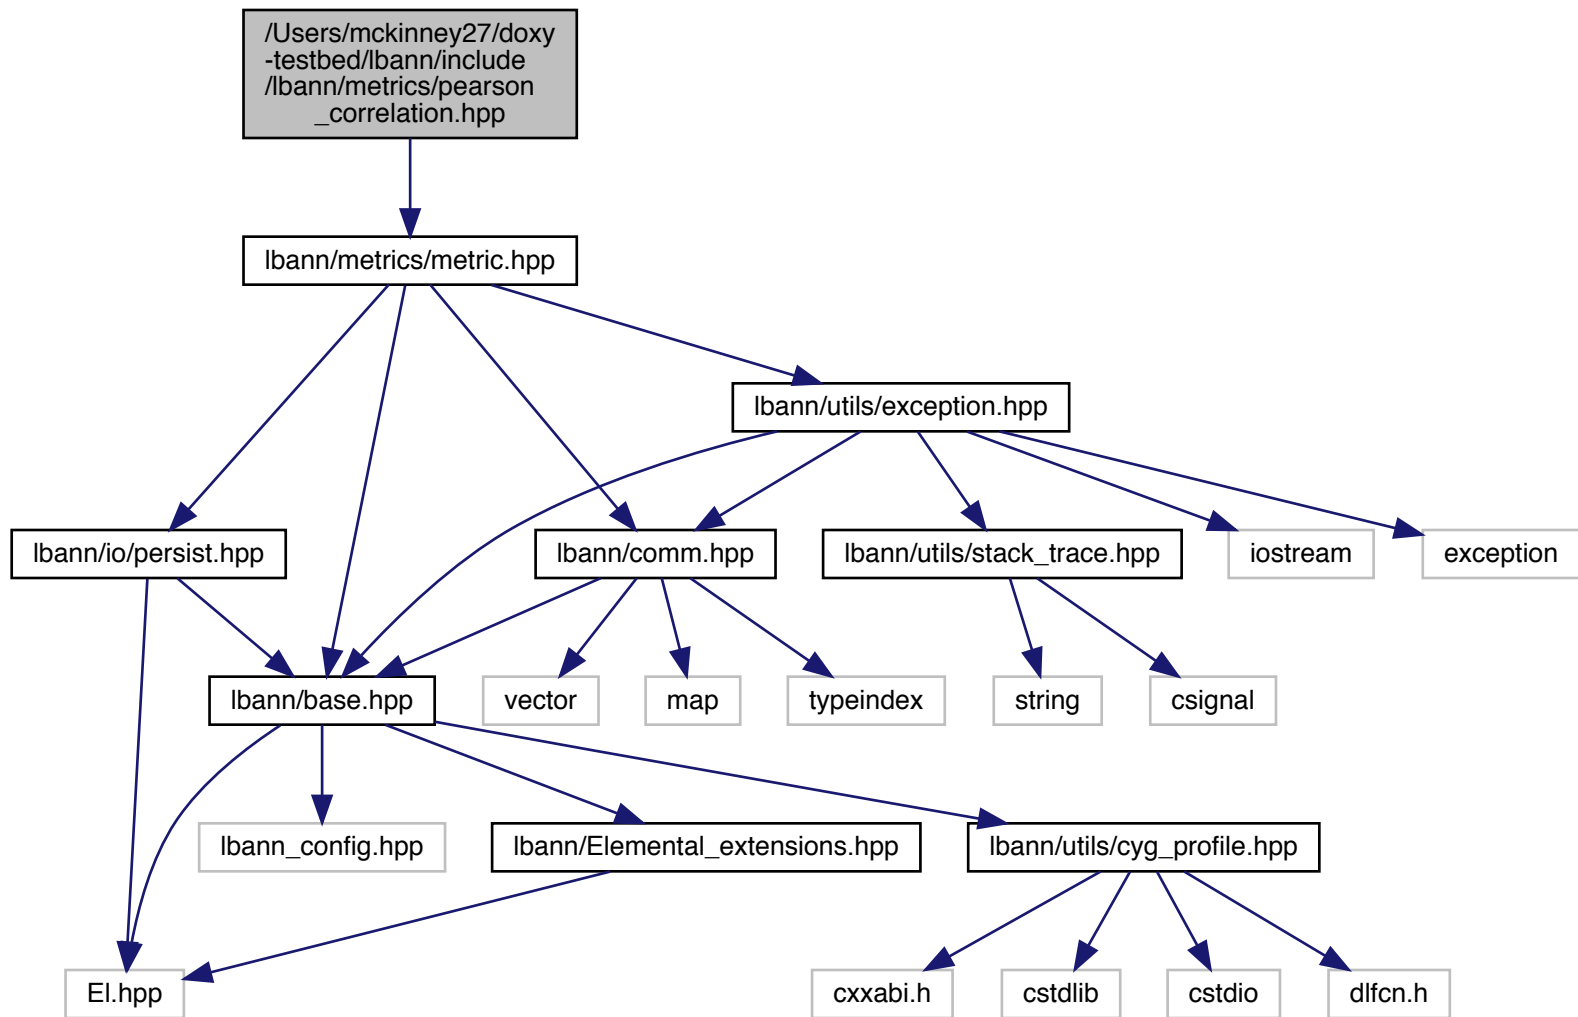 /Users/mckinney27/doxy
-testbed/lbann/include
/lbann/metrics/pearson
_correlation.hpp
lbann/metrics/metric.hpp
lbann/utils/exception.hpp
lbann/io/persist.hpp
lbann/comm.hpp
lbann/utils/stack_trace.hpp
iostream
exception
lbann/base.hpp
vector
map
typeindex
string
csignal
lbann_config.hpp
lbann/Elemental_extensions.hpp
lbann/utils/cyg_profile.hpp
El.hpp
cxxabi.h
cstdlib
cstdio
dlfcn.h